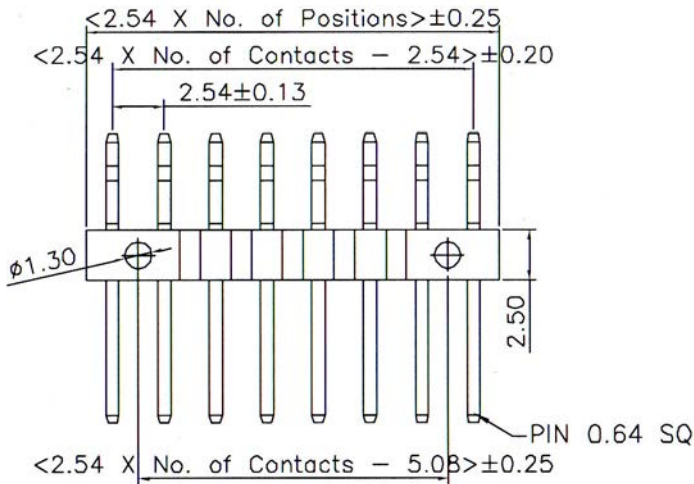 <2.54 X No. of Positions>±0.25
<2.54 X No. of Contacts - 2.54>±0.20
2.54±0.13
ø1.30
2.50
PIN 0.64 SQ
<2.54 X No. of Contacts - 5.08>±0.25